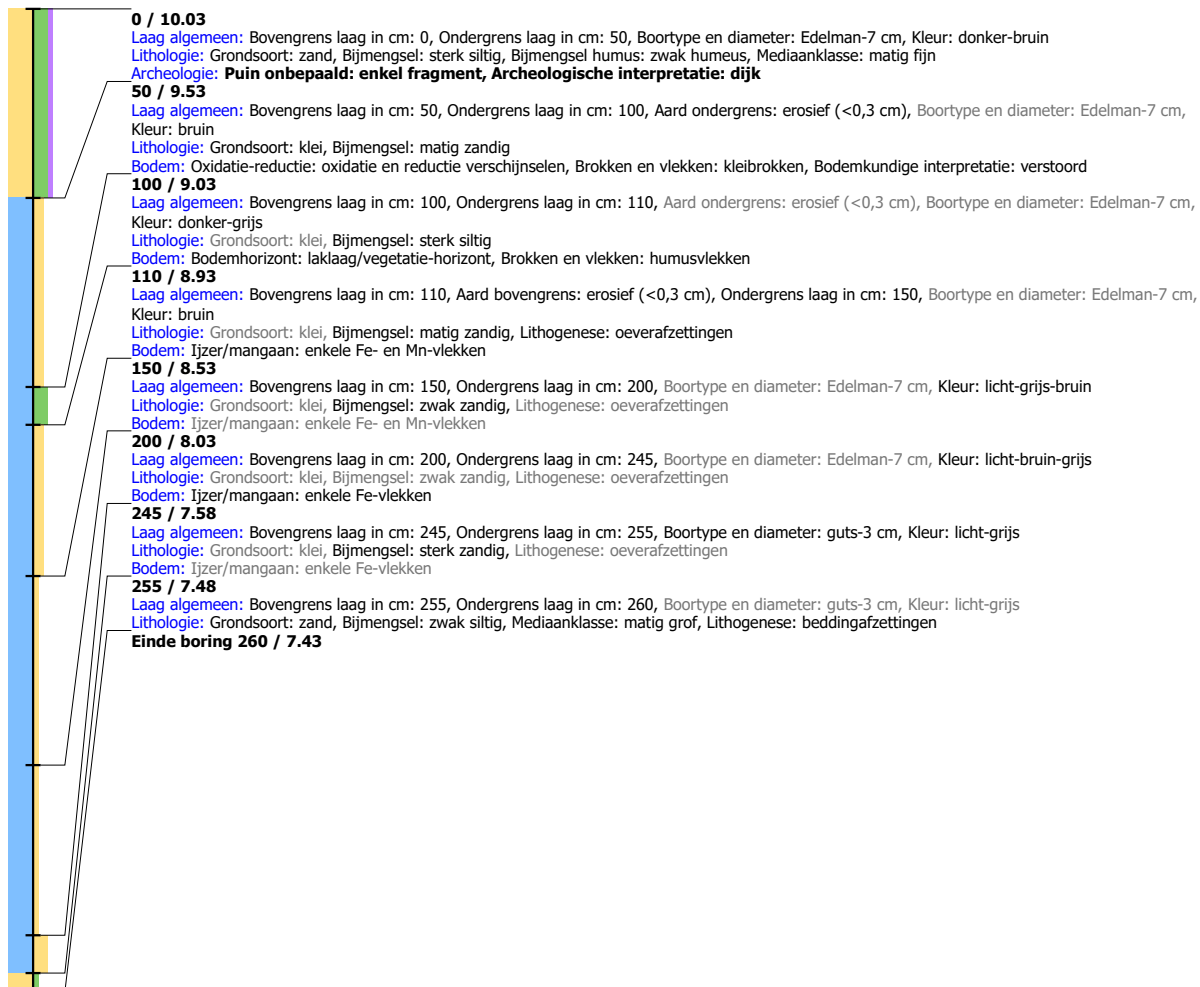 0 / 10.03
Laag algemeen: Bovengrens laag in cm: 0, Ondergrens laag in cm: 50, Boortype en diameter: Edelman-7 cm, Kleur: donker-bruin
Lithologie: Grondsoort: zand, Bijmengsel: sterk siltig, Bijmengsel humus: zwak humeus, Mediaanklasse: matig fijn
Archeologie: Puin onbepaald: enkel fragment, Archeologische interpretatie: dijk
50 / 9.53
Laag algemeen: Bovengrens laag in cm: 50, Ondergrens laag in cm: 100, Aard ondergrens: erosief (<0,3 cm), Boortype en diameter: Edelman-7 cm,
Kleur: bruin
Lithologie: Grondsoort: klei, Bijmengsel: matig zandig
Bodem: Oxidatie-reductie: oxidatie en reductie verschijnselen, Brokken en vlekken: kleibrokken, Bodemkundige interpretatie: verstoord
100 / 9.03
Laag algemeen: Bovengrens laag in cm: 100, Ondergrens laag in cm: 110, Aard ondergrens: erosief (<0,3 cm), Boortype en diameter: Edelman-7 cm,
Kleur: donker-grijs
Lithologie: Grondsoort: klei, Bijmengsel: sterk siltig
Bodem: Bodemhorizont: laklaag/vegetatie-horizont, Brokken en vlekken: humusvlekken
110 / 8.93
Laag algemeen: Bovengrens laag in cm: 110, Aard bovengrens: erosief (<0,3 cm), Ondergrens laag in cm: 150, Boortype en diameter: Edelman-7 cm,
Kleur: bruin
Lithologie: Grondsoort: klei, Bijmengsel: matig zandig, Lithogenese: oeverafzettingen
Bodem: Ijzer/mangaan: enkele Fe- en Mn-vlekken
150 / 8.53
Laag algemeen: Bovengrens laag in cm: 150, Ondergrens laag in cm: 200, Boortype en diameter: Edelman-7 cm, Kleur: licht-grijs-bruin
Lithologie: Grondsoort: klei, Bijmengsel: zwak zandig, Lithogenese: oeverafzettingen
Bodem: Ijzer/mangaan: enkele Fe- en Mn-vlekken
200 / 8.03
Laag algemeen: Bovengrens laag in cm: 200, Ondergrens laag in cm: 245, Boortype en diameter: Edelman-7 cm, Kleur: licht-bruin-grijs
Lithologie: Grondsoort: klei, Bijmengsel: zwak zandig, Lithogenese: oeverafzettingen
Bodem: Ijzer/mangaan: enkele Fe-vlekken
245 / 7.58
Laag algemeen: Bovengrens laag in cm: 245, Ondergrens laag in cm: 255, Boortype en diameter: guts-3 cm, Kleur: licht-grijs
Lithologie: Grondsoort: klei, Bijmengsel: sterk zandig, Lithogenese: oeverafzettingen
Bodem: Ijzer/mangaan: enkele Fe-vlekken
255 / 7.48
Laag algemeen: Bovengrens laag in cm: 255, Ondergrens laag in cm: 260, Boortype en diameter: guts-3 cm, Kleur: licht-grijs
Lithologie: Grondsoort: zand, Bijmengsel: zwak siltig, Mediaanklasse: matig grof, Lithogenese: beddingafzettingen
Einde boring 260 / 7.43